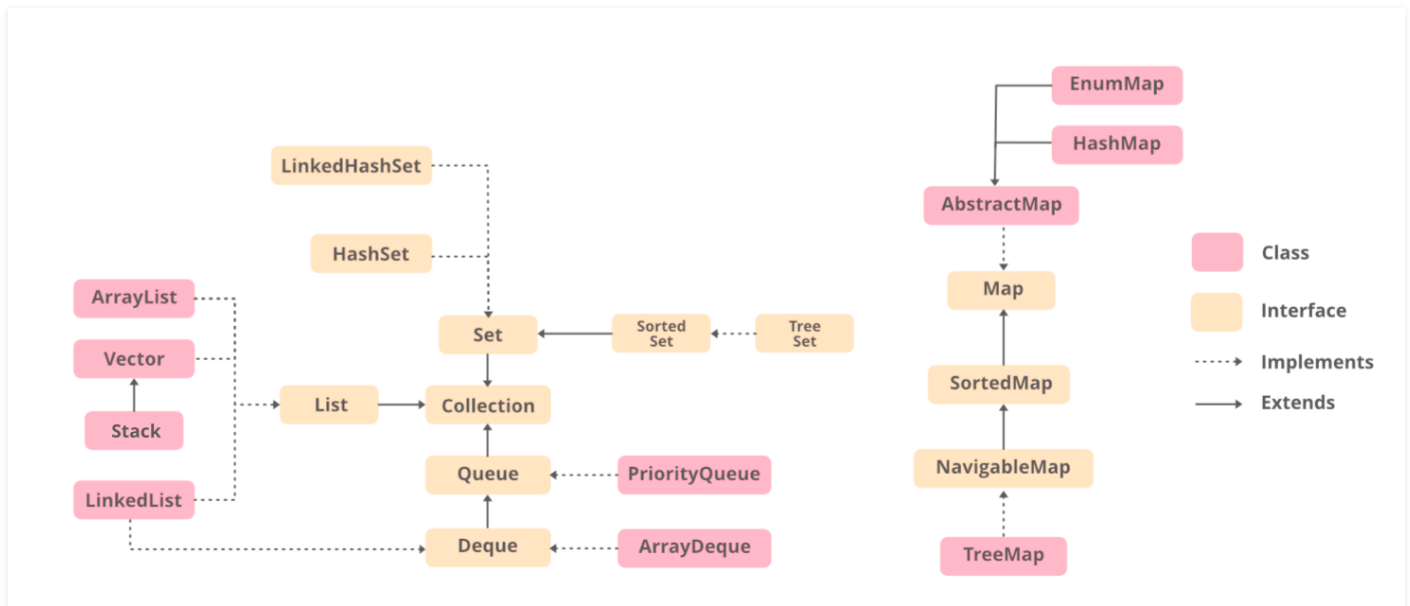 EnumMap
HashMap
LinkedHashSet
AbstractMap
HashSet
Class
ArrayList
Map
Interface
Set
Sorted
Set
Tree
Set
Vector
Implements
List
Collection
SortedMap
Extends
Stack
Queue
PriorityQueue
NavigableMap
LinkedList
Deque
ArrayDeque
TreeMap